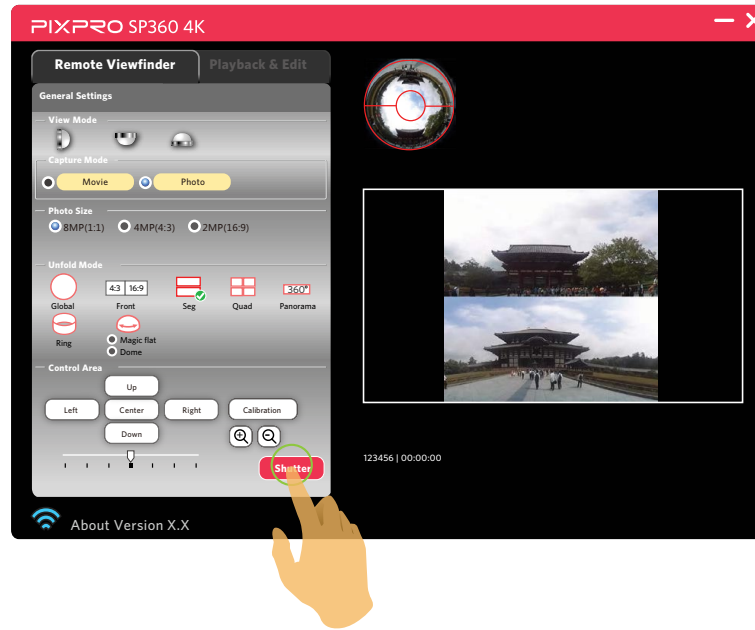 PIXPRO SP360 4K
Remote Viewfinder Playback & Edit
General Settings
View Mode
Capture Mode
Movie Photo
Photo Size
8MP(1:1) 4MP(4:3) 2MP(16:9)
Unfold Mode
4:3 16:9 360°
Global Front Seg Quad Panorama
Ring Magic flat
Dome
Control Area
Up
Left Center Right Calibration
Down
123456 | 00:00:00
Shutter
About Version X.X